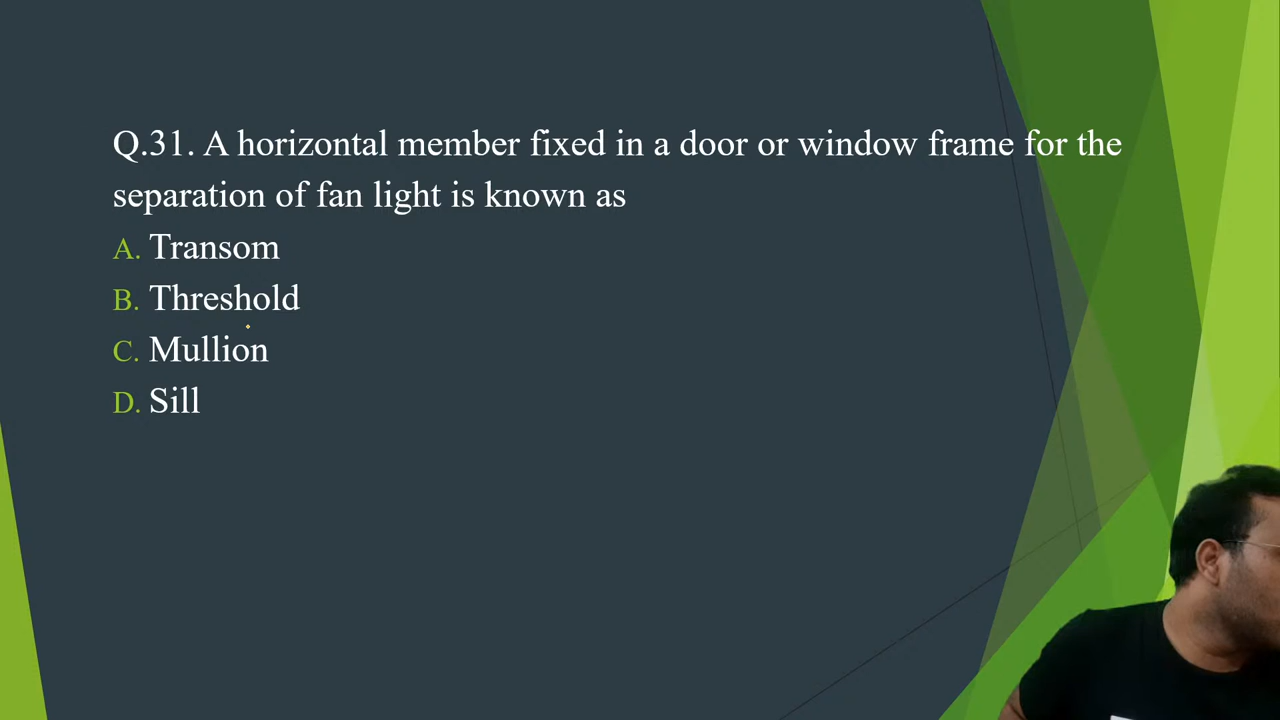 Q.31. A horizontal member fixed in a door or window frame for the
separation of fan light is known as
A. Transom
B. Threshold
C. Mullion
D. Sill